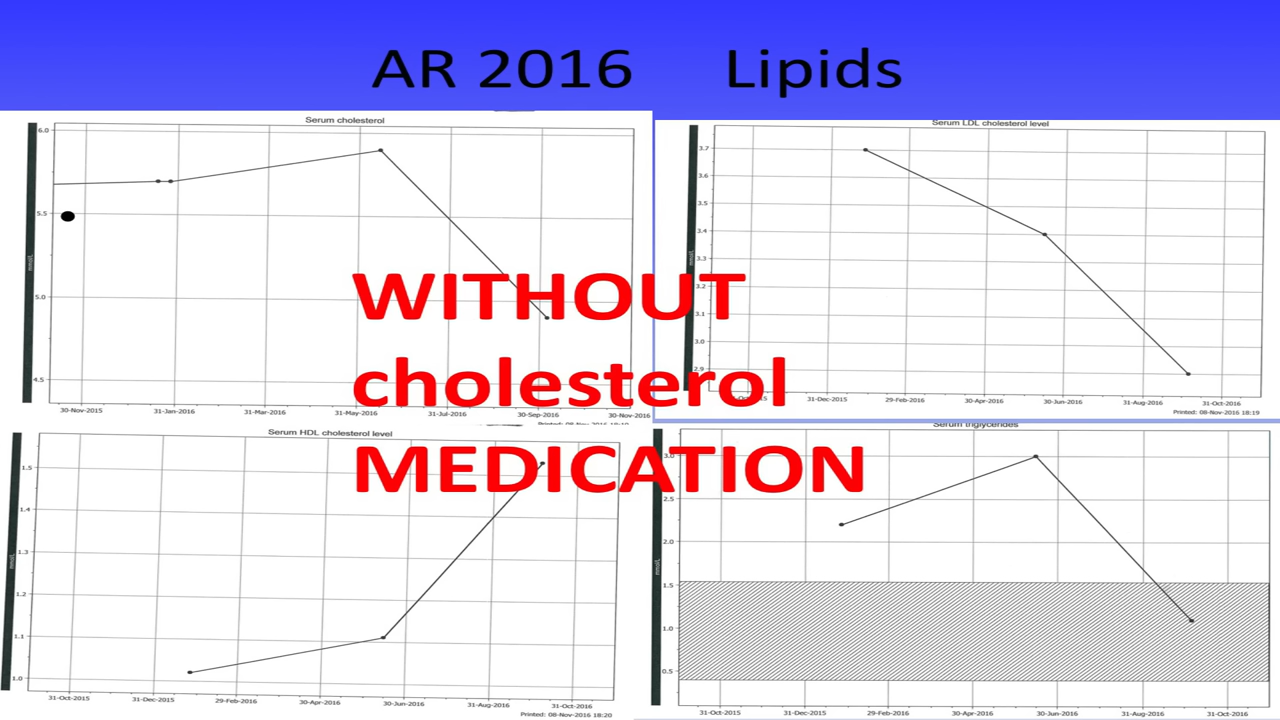 AR 2016 Lipids
Serum cholesterol
6.0
5.5
5.0
4.5
mmol/L
30-Nov-2015 31-Jan-2016 31-Mar-2016 31-May-2016 31-Jul-2016 30-Sep-2016 30-Nov-2016
Serum LDL cholesterol level
3.7
3.6
3.5
3.4
3.3
3.2
3.1
3.0
2.9
31-Dec-2015 29-Feb-2016 30-Apr-2016 30-Jun-2016 31-Aug-2016 31-Oct-2016
Printed: 08-Nov-2016 18:19
WITHOUT
cholesterol
MEDICATION
Serum HDL cholesterol level
1.5
1.4
1.3
1.2
1.1
1.0
31-Oct-2015 31-Dec-2015 29-Feb-2016 30-Apr-2016 30-Jun-2016 31-Aug-2016 31-Oct-2016
Printed: 08-Nov-2016 18:20
Serum triglycerides
3.0
2.5
2.0
1.5
1.0
0.5
31-Oct-2015 31-Dec-2015 29-Feb-2016 30-Apr-2016 30-Jun-2016 31-Aug-2016 31-Oct-2016